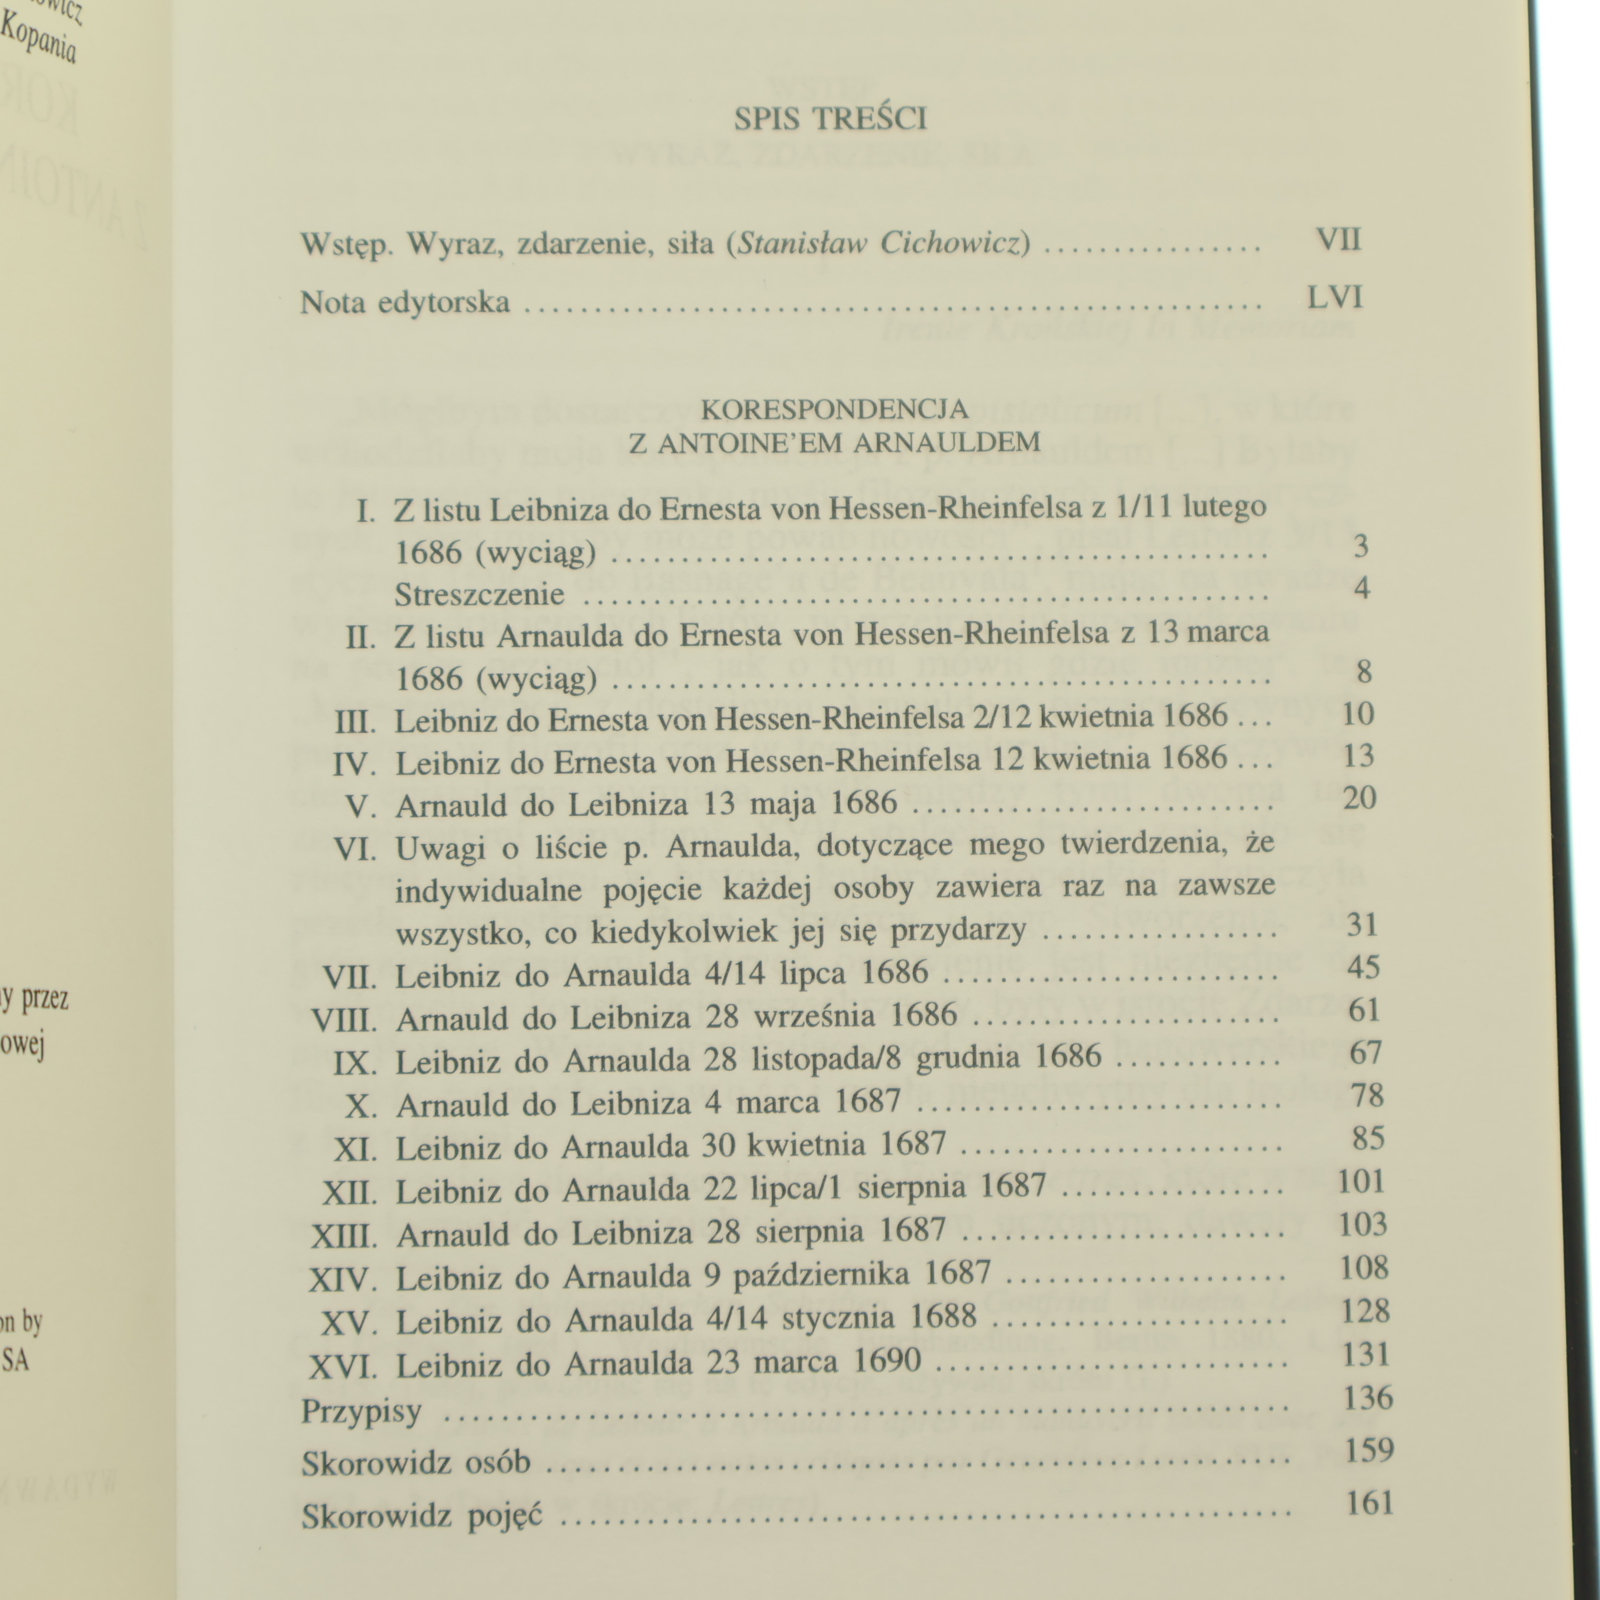 Kopania
y przez
owej
on by
SA
SPIS TREŚCI
Wstęp. Wyraz, zdarzenie, siła (Stanisław Cichowicz) ........ VII
Nota edytorska ........ LVI
KORESPONDENCJA
Z ANTOINE’EM ARNAULDEM
I. Z listu Leibniza do Ernesta von Hessen-Rheinfelsa z 1/11 lutego
1686 (wyciąg) ........ 3
Streszczenie ........ 4
II. Z listu Arnaulda do Ernesta von Hessen-Rheinfelsa z 13 marca
1686 (wyciąg) ........ 8
III. Leibniz do Ernesta von Hessen-Rheinfelsa 2/12 kwietnia 1686 ... 10
IV. Leibniz do Ernesta von Hessen-Rheinfelsa 12 kwietnia 1686 ... 13
V. Arnauld do Leibniza 13 maja 1686 ........ 20
VI. Uwagi o liście p. Arnaulda, dotyczące mego twierdzenia, że
indywidualne pojęcie każdej osoby zawiera raz na zawsze
wszystko, co kiedykolwiek jej się przydarzy ........ 31
VII. Leibniz do Arnaulda 4/14 lipca 1686 ........ 45
VIII. Arnauld do Leibniza 28 września 1686 ........ 61
IX. Leibniz do Arnaulda 28 listopada/8 grudnia 1686 ........ 67
X. Arnauld do Leibniza 4 marca 1687 ........ 78
XI. Leibniz do Arnaulda 30 kwietnia 1687 ........ 85
XII. Leibniz do Arnaulda 22 lipca/1 sierpnia 1687 ........ 101
XIII. Arnauld do Leibniza 28 sierpnia 1687 ........ 103
XIV. Leibniz do Arnaulda 9 października 1687 ........ 108
XV. Leibniz do Arnaulda 4/14 stycznia 1688 ........ 128
XVI. Leibniz do Arnaulda 23 marca 1690 ........ 131
Przypisy ........ 136
Skorowidz osób ........ 159
Skorowidz pojęć ........ 161